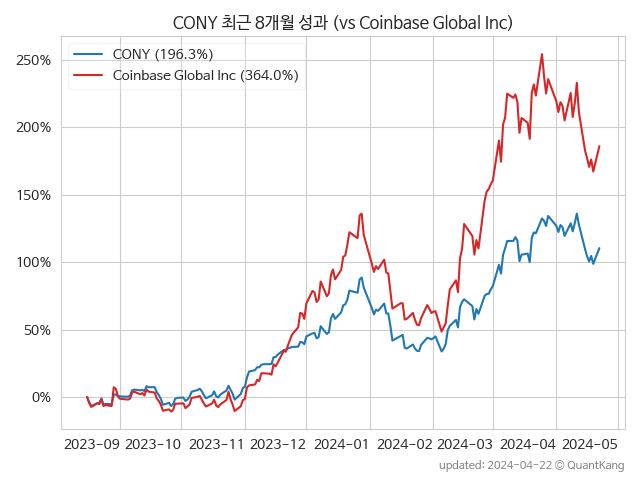 CONY 최근 8개월 성과 (vs Coinbase Global Inc)
CONY (196.3%)
Coinbase Global Inc (364.0%)
250%
200%
150%
100%
50%
0%
2023-09 2023-10 2023-11 2023-12 2024-01 2024-02 2024-03 2024-04 2024-05
updated: 2024-04-22 © QuantKang